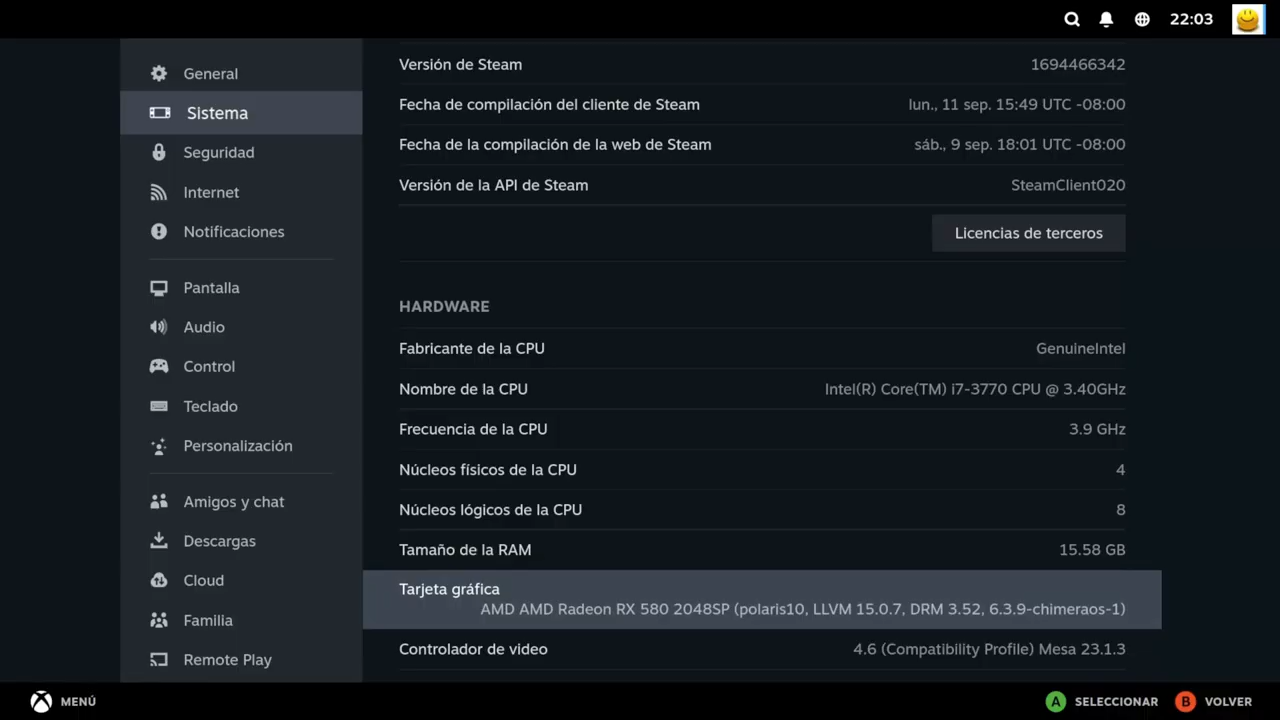 22:03
General
Sistema
Seguridad
Internet
Notificaciones
Pantalla
Audio
Control
Teclado
Personalización
Amigos y chat
Descargas
Cloud
Familia
Remote Play
Versión de Steam 1694466342
Fecha de compilación del cliente de Steam lun., 11 sep. 15:49 UTC -08:00
Fecha de la compilación de la web de Steam sáb., 9 sep. 18:01 UTC -08:00
Versión de la API de Steam SteamClient020
Licencias de terceros
HARDWARE
Fabricante de la CPU GenuineIntel
Nombre de la CPU Intel(R) Core(TM) i7-3770 CPU @ 3.40GHz
Frecuencia de la CPU 3.9 GHz
Núcleos físicos de la CPU 4
Núcleos lógicos de la CPU 8
Tamaño de la RAM 15.58 GB
Tarjeta gráfica
AMD AMD Radeon RX 580 2048SP (polaris10, LLVM 15.0.7, DRM 3.52, 6.3.9-chimeraos-1)
Controlador de video 4.6 (Compatibility Profile) Mesa 23.1.3
MENÚ A SELECCIONAR B VOLVER